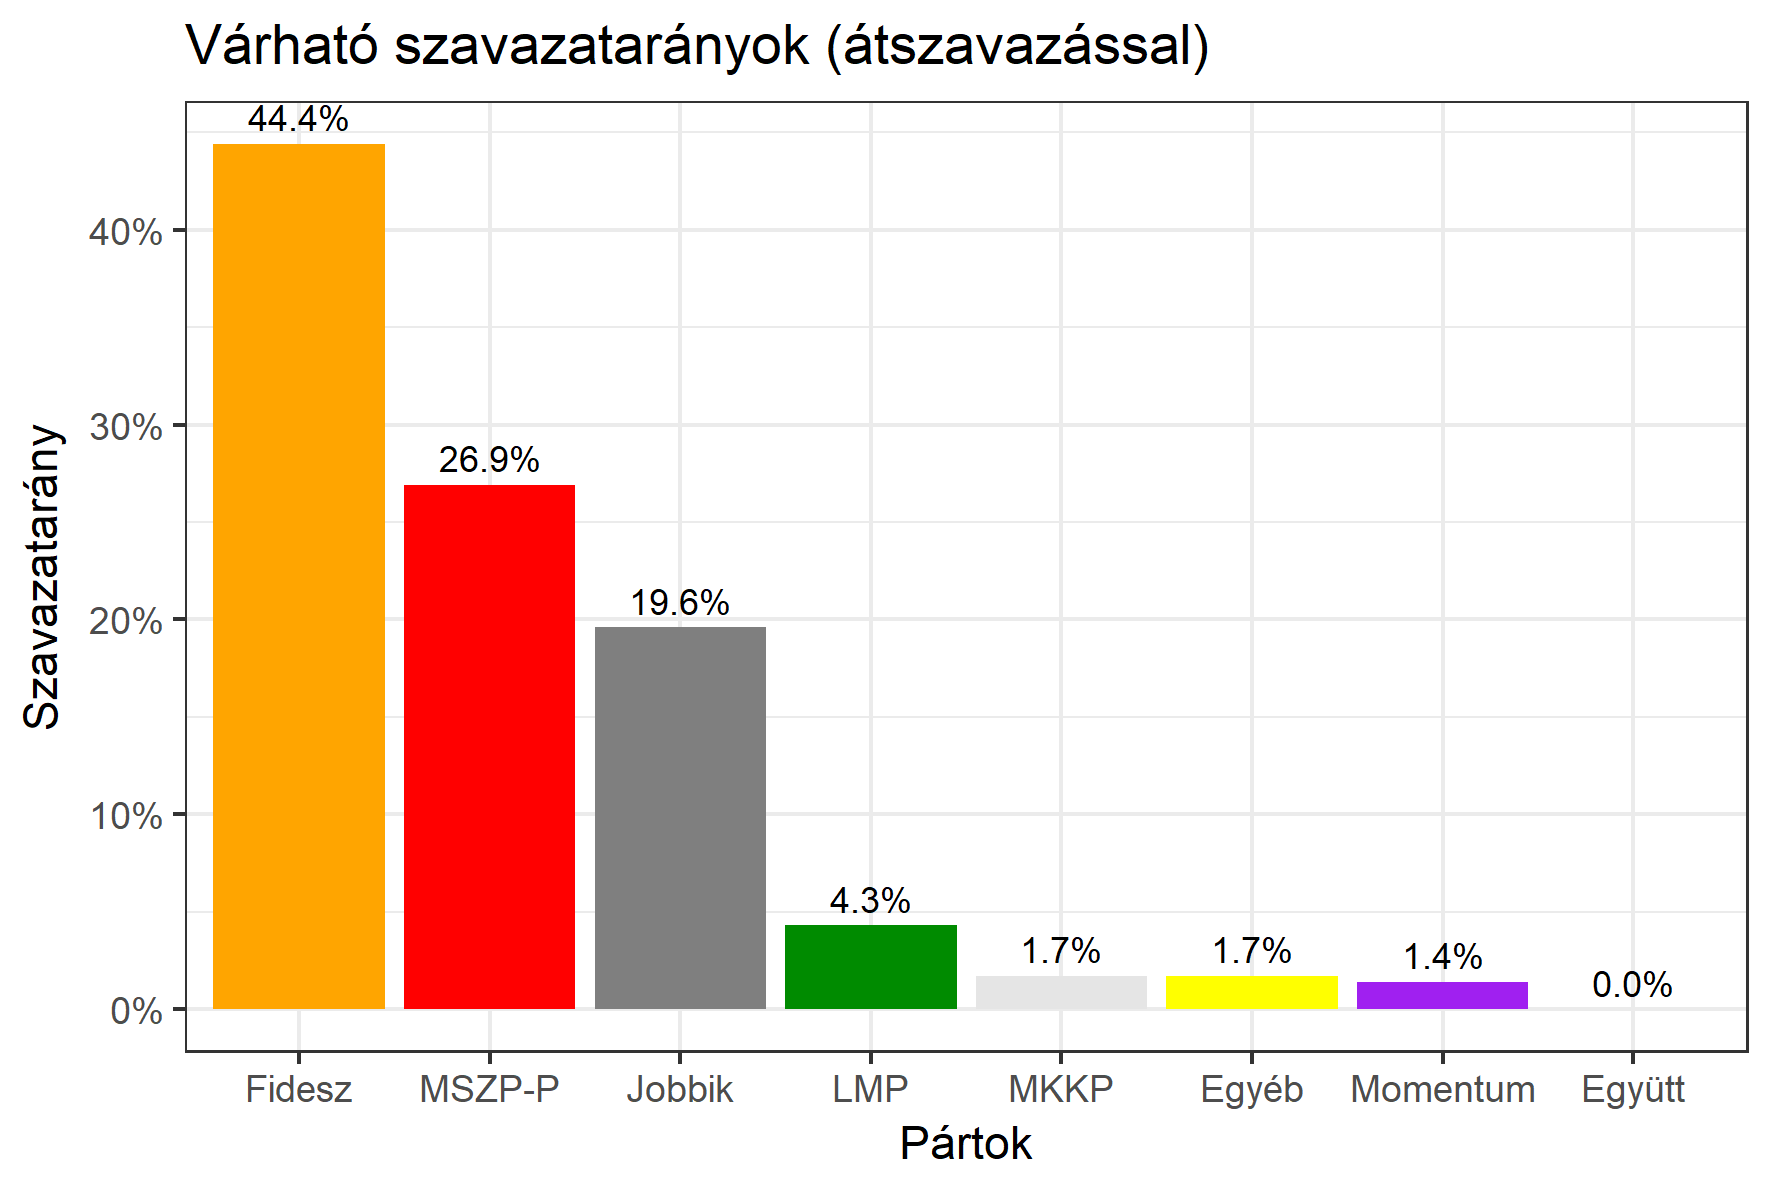 Várható szavazatarányok (átszavazással)
44.4%
26.9%
19.6%
4.3%
1.7%
1.7%
1.4%
0.0%
Szavazatarány
40%
30%
20%
10%
0%
Fidesz
MSZP-P
Jobbik
LMP
MKKP
Egyéb
Momentum
Együtt
Pártok